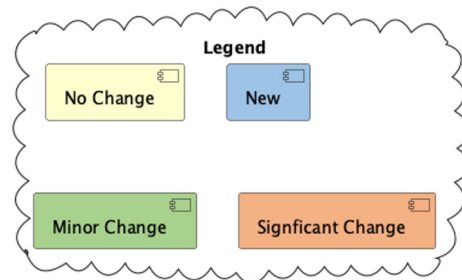 Legend
No Change
New
Minor Change
Signficant Change